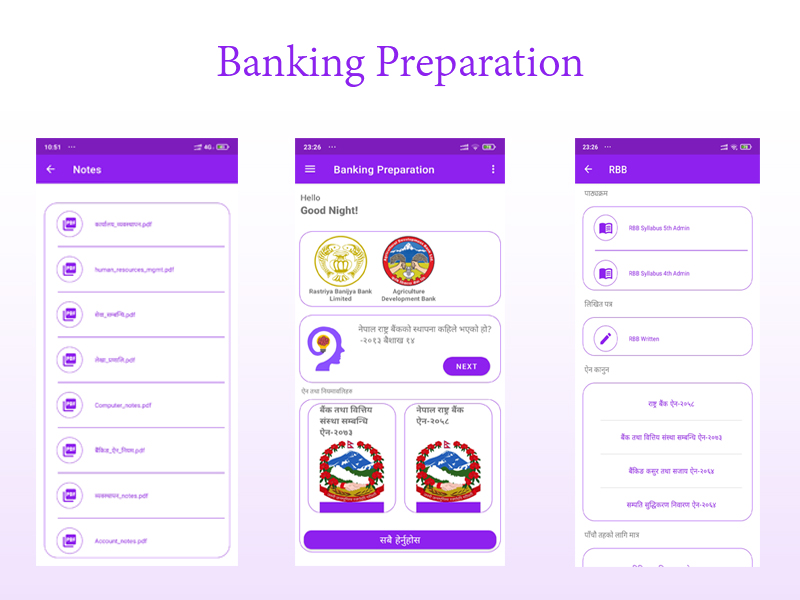 Banking Preparation
10:51 ...
4G
Notes
कार्यालय_व्यवस्थापन.pdf
human_resources_mgmt.pdf
सेवा_सम्बन्धि.pdf
लेखा_प्रणालि.pdf
Computer_notes.pdf
बैंकिङ_ऐन_नियम.pdf
व्यवस्थापन_notes.pdf
Account_notes.pdf
23:26 ...
Banking Preparation
Hello
Good Night!
Rastriya Banijya Bank
Limited
Agriculture
Development Bank
नेपाल राष्ट्र बैंकको स्थापना कहिले भएको हो?
-२०१३ बैशाख १४
NEXT
ऐन तथा नियमावलिहरु
बैंक तथा वित्तिय
संस्था सम्बन्धि
ऐन-२०७३
नेपाल राष्ट्र बैंक
ऐन-२०५८
सबै हेर्नुहोस
23:26 ...
RBB
पाठ्यक्रम
RBB Syllabus 5th Admin
RBB Syllabus 4th Admin
लिखित पत्र
RBB Written
ऐन कानुन
राष्ट्र बैंक ऐन-२०५८
बैंक तथा वित्तिय संस्था सम्बन्धि ऐन-२०७३
बैंकिङ कसुर तथा सजाय ऐन-२०६४
सम्पति सुद्धिकरण निवारण ऐन-२०६४
पाँचौ तहको लागि मात्र